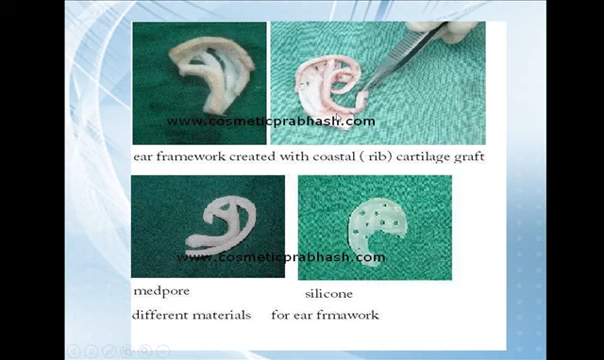 www.cosmeticprabhash.com
ear framework created with coastal ( rib) cartilage graft
www.cosmeticprabhash.com
medpore
silicone
different materials for ear frmawork